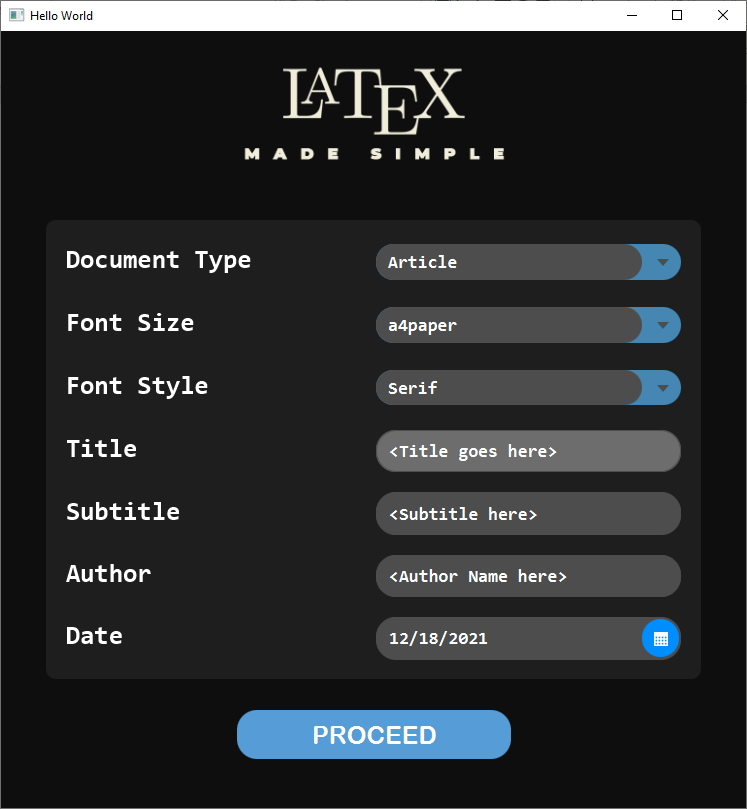 Hello World
LATEX
MADE SIMPLE
Document Type Article
Font Size a4paper
Font Style Serif
Title <Title goes here>
Subtitle <Subtitle here>
Author <Author Name here>
Date 12/18/2021
PROCEED